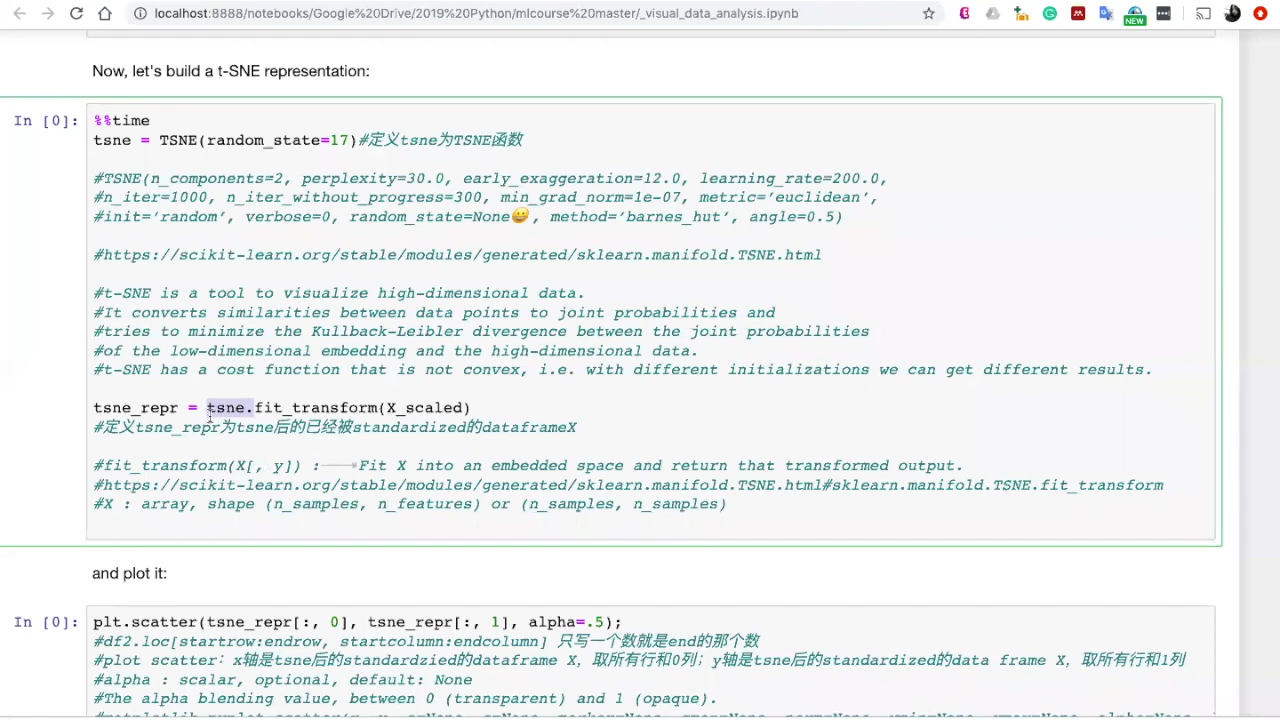 localhost:8888/notebooks/Google%20Drive/2019%20Python/mlcourse%20master/_visual_data_analysis.ipynb
NEW
Now, let's build a t-SNE representation:
In [0]:
%%time
tsne = TSNE(random_state=17)#定义tsne为TSNE函数
#TSNE(n_components=2, perplexity=30.0, early_exaggeration=12.0, learning_rate=200.0,
#n_iter=1000, n_iter_without_progress=300, min_grad_norm=1e-07, metric=’euclidean’,
#init=’random’, verbose=0, random_state=None😀, method=’barnes_hut’, angle=0.5)
#https://scikit-learn.org/stable/modules/generated/sklearn.manifold.TSNE.html
#t-SNE is a tool to visualize high-dimensional data.
#It converts similarities between data points to joint probabilities and
#tries to minimize the Kullback-Leibler divergence between the joint probabilities
#of the low-dimensional embedding and the high-dimensional data.
#t-SNE has a cost function that is not convex, i.e. with different initializations we can get different results.
tsne_repr = tsne.fit_transform(X_scaled)
#定义tsne_repr为tsne后的已经被standardized的dataframeX
#fit_transform(X[, y]) : Fit X into an embedded space and return that transformed output.
#https://scikit-learn.org/stable/modules/generated/sklearn.manifold.TSNE.html#sklearn.manifold.TSNE.fit_transform
#X : array, shape (n_samples, n_features) or (n_samples, n_samples)
and plot it:
In [0]:
plt.scatter(tsne_repr[:, 0], tsne_repr[:, 1], alpha=.5);
#df2.loc[startrow:endrow, startcolumn:endcolumn] 只写一个数就是end的那个数
#plot scatter：x轴是tsne后的standardzied的dataframe X，取所有行和0列；y轴是tsne后的standardized的data frame X，取所有行和1列
#alpha : scalar, optional, default: None
#The alpha blending value, between 0 (transparent) and 1 (opaque).